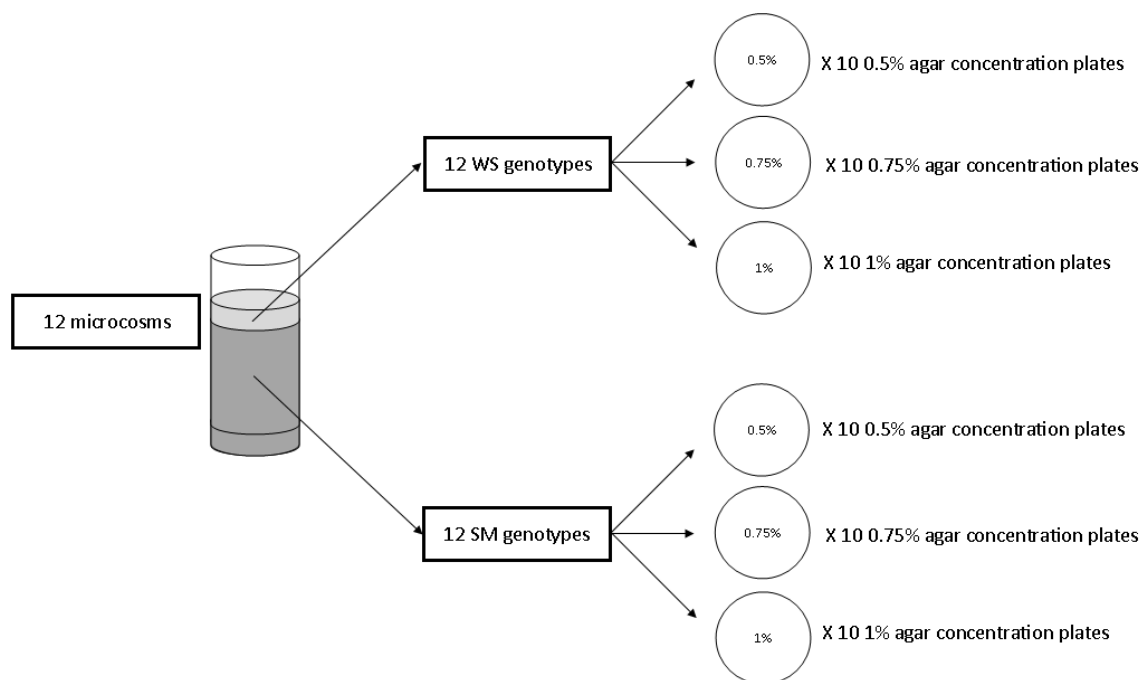 12 microcosms
12 WS genotypes
0.5%
X 10 0.5% agar concentration plates
0.75%
X 10 0.75% agar concentration plates
1%
X 10 1% agar concentration plates
12 SM genotypes
0.5%
X 10 0.5% agar concentration plates
0.75%
X 10 0.75% agar concentration plates
1%
X 10 1% agar concentration plates